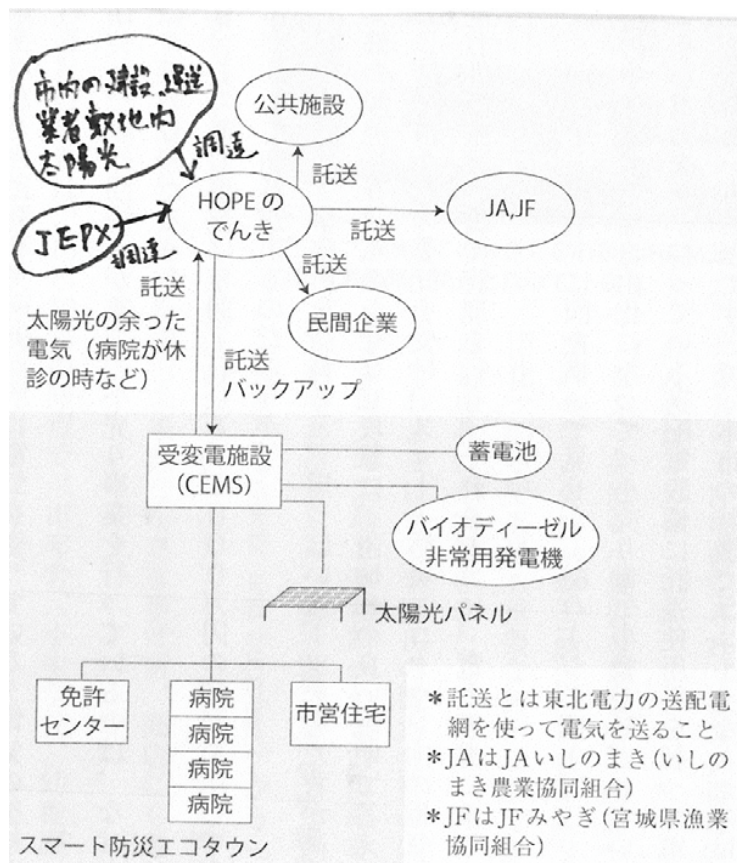 市内の建設、運送
業者敷地内
太陽光
調達
公共施設
託送
HOPEの
でんき
託送
JA,JF
JEPX
調達
託送
民間企業
託送
太陽光の余った
電気（病院が休
診の時など）
託送
バックアップ
受変電施設
（CEMS）
蓄電池
バイオディーゼル
非常用発電機
太陽光パネル
免許
センター
病院
病院
病院
病院
市営住宅
スマート防災エコタウン
＊託送とは東北電力の送配電
網を使って電気を送ること
＊JAはJAいしのまき（いしの
まき農業協同組合）
＊JFはJFみやぎ（宮城県漁業
協同組合）